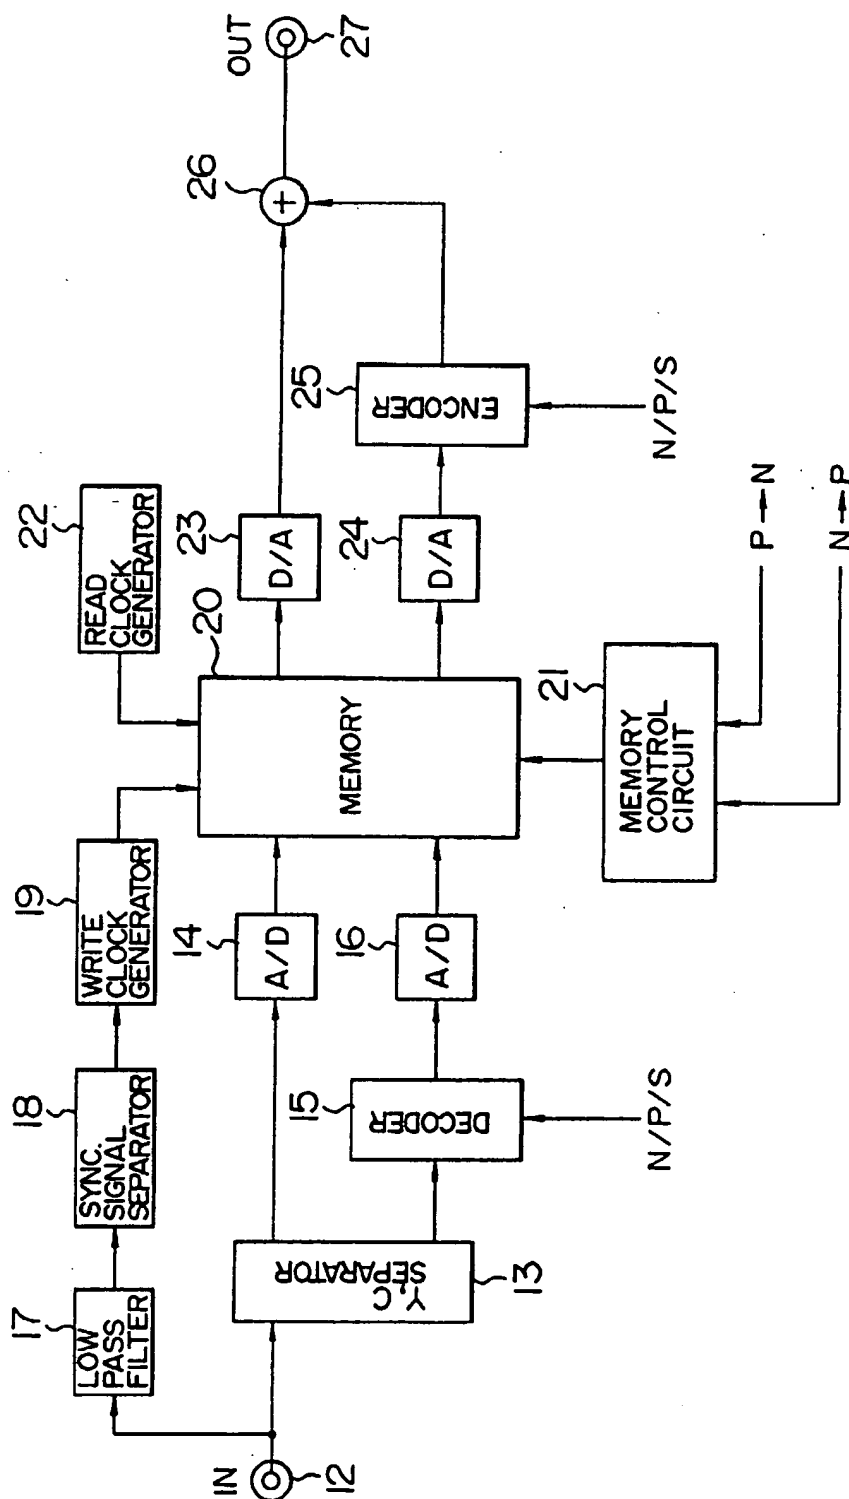 IN
12
LOW
PASS
FILTER
17
SYNC.
SIGNAL
SEPARATOR
18
WRITE
CLOCK
GENERATOR
19
READ
CLOCK
GENERATOR
22
Y,C
SEPARATOR
13
A/D
14
DECODER
15
N/P/S
A/D
16
MEMORY
20
MEMORY
CONTROL
CIRCUIT
21
P→N
N→P
D/A
23
D/A
24
ENCODER
25
N/P/S
26
+
OUT
27